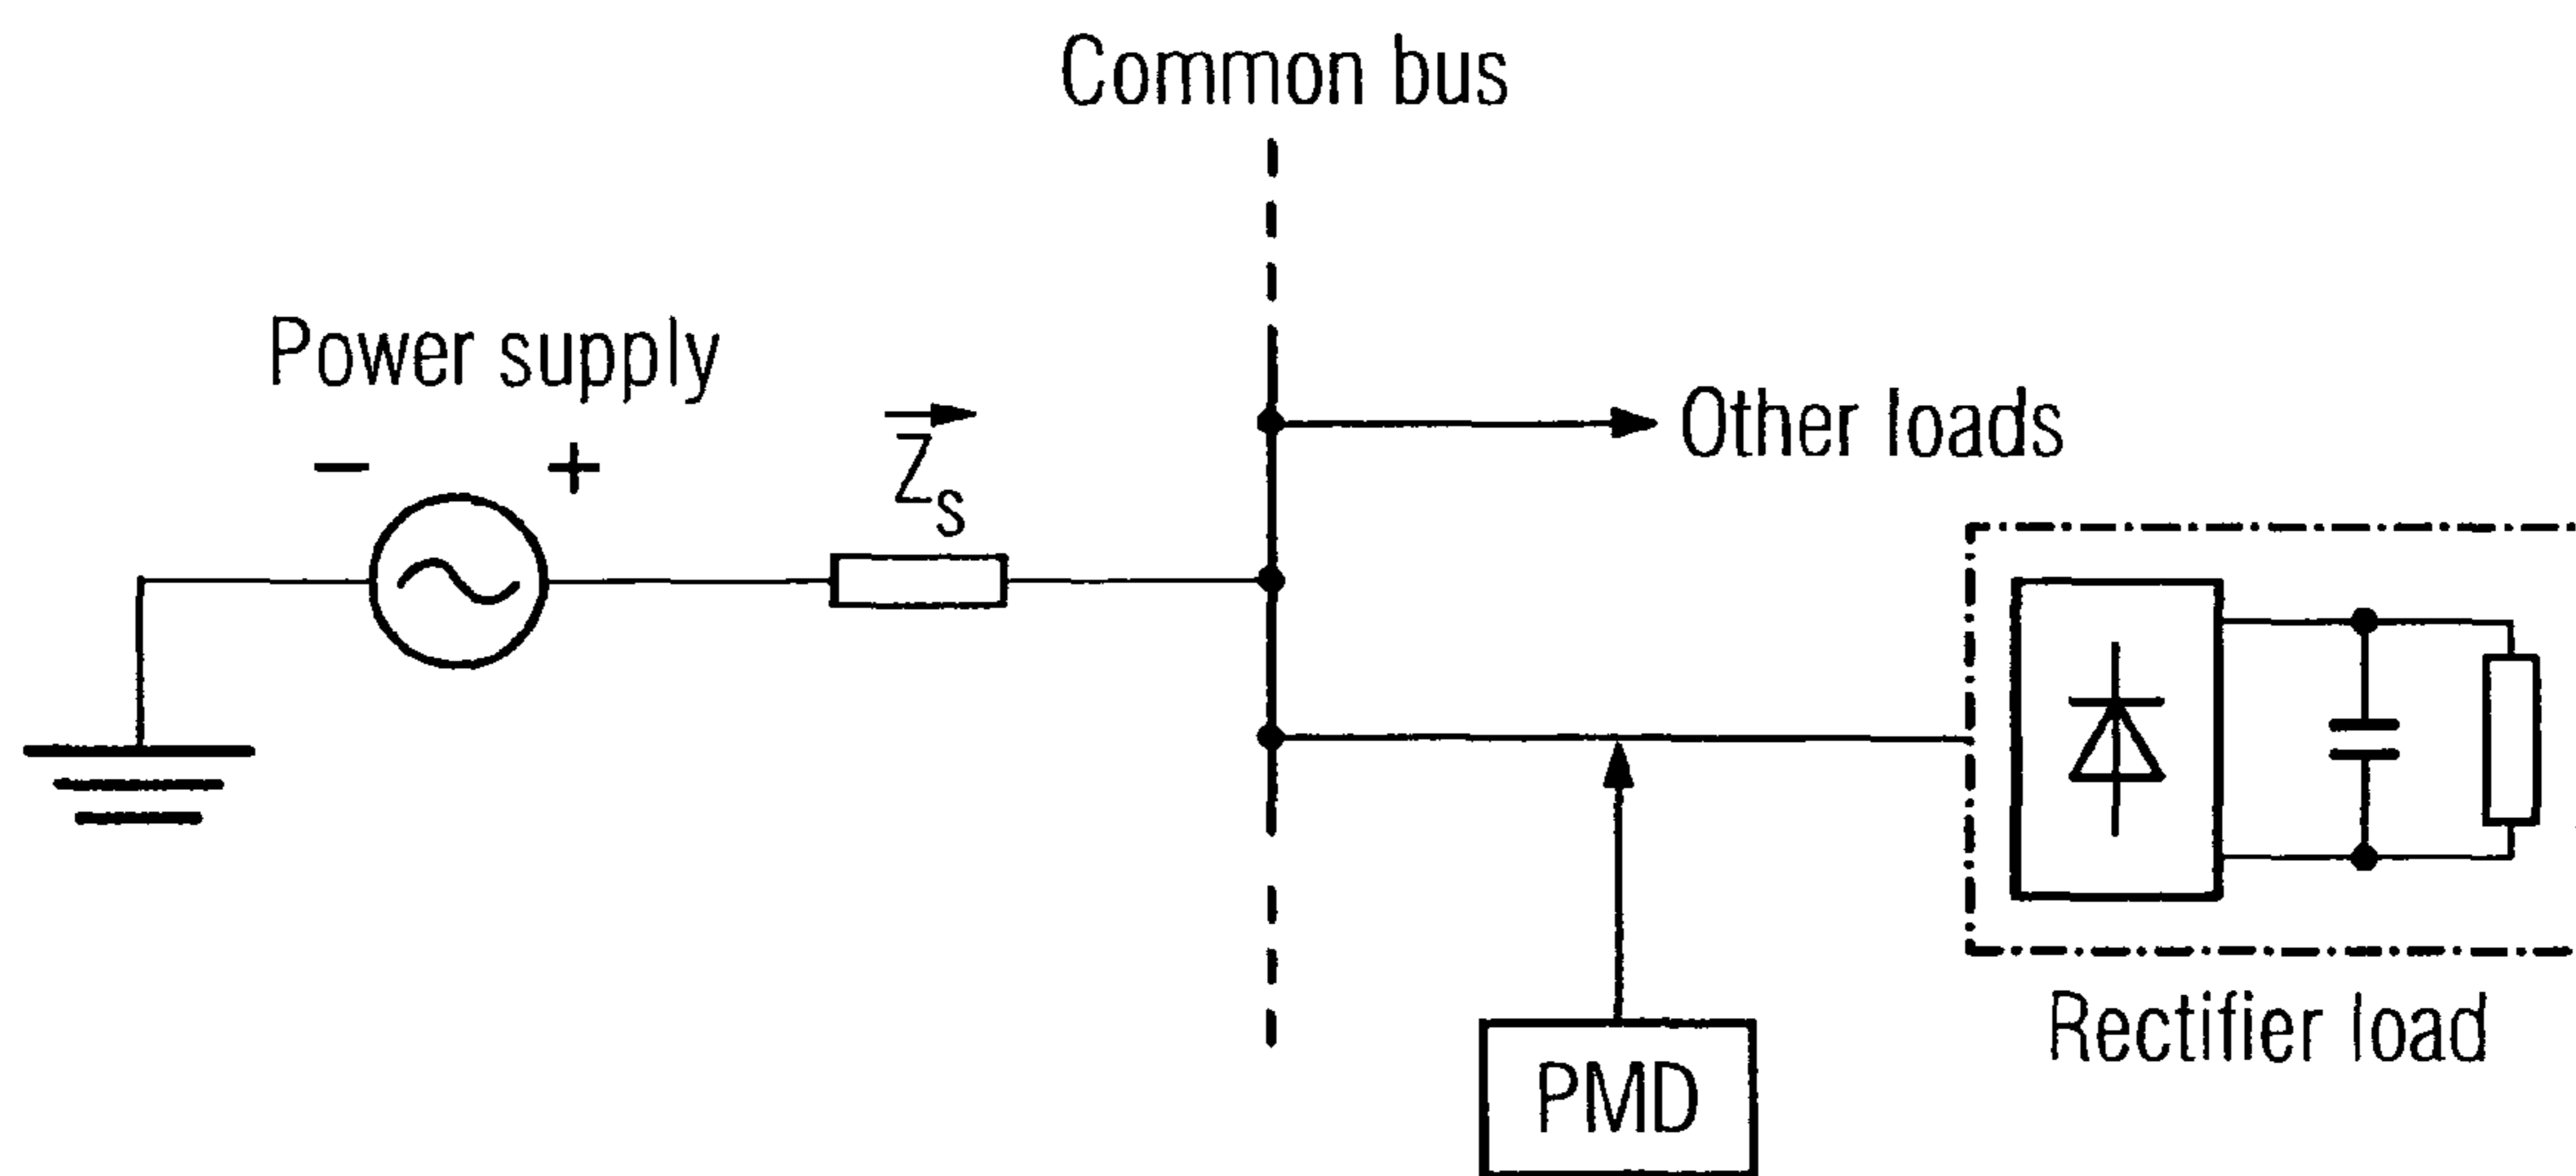 Common bus
Power supply
− +
Z⃗s
Other loads
Rectifier load
PMD